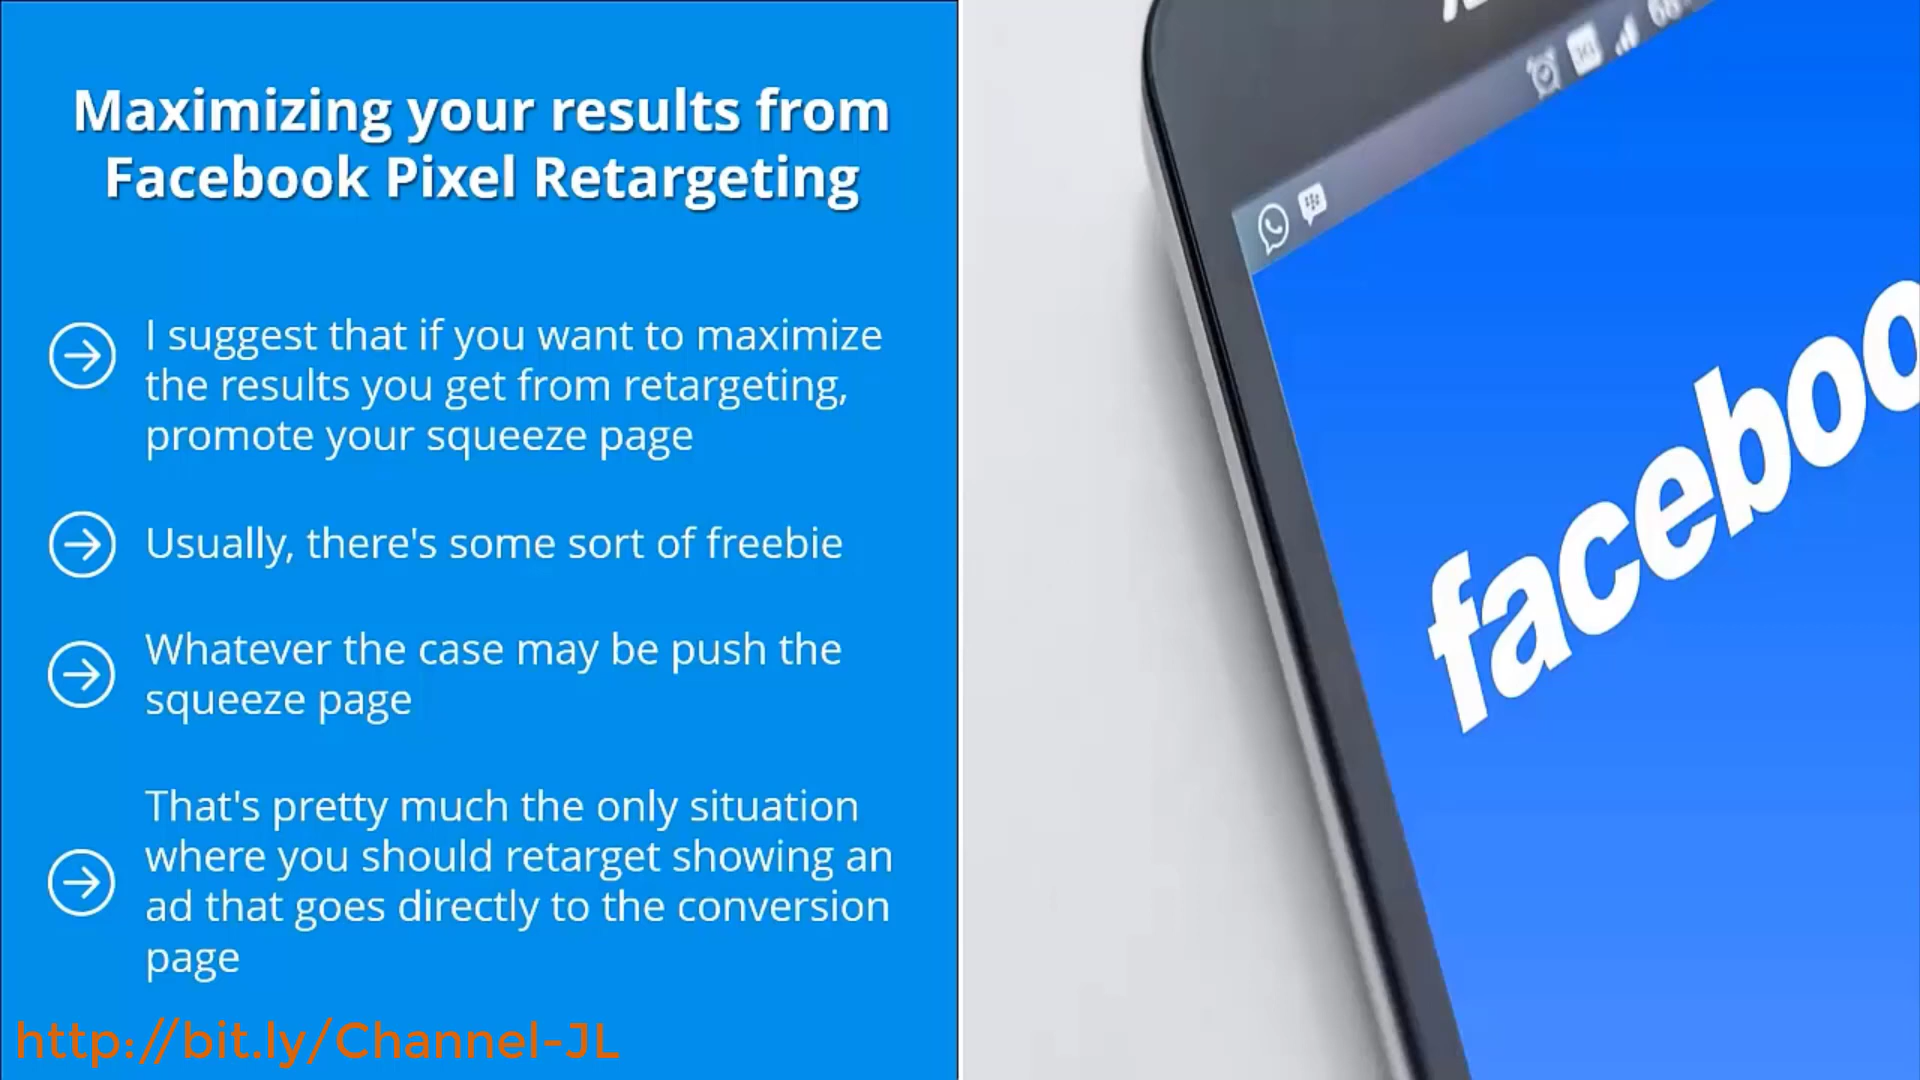 Maximizing your results from
Facebook Pixel Retargeting
I suggest that if you want to maximize
the results you get from retargeting,
promote your squeeze page
Usually, there's some sort of freebie
Whatever the case may be push the
squeeze page
That's pretty much the only situation
where you should retarget showing an
ad that goes directly to the conversion
page
http://bit.ly/Channel-JL
3G
faceboo